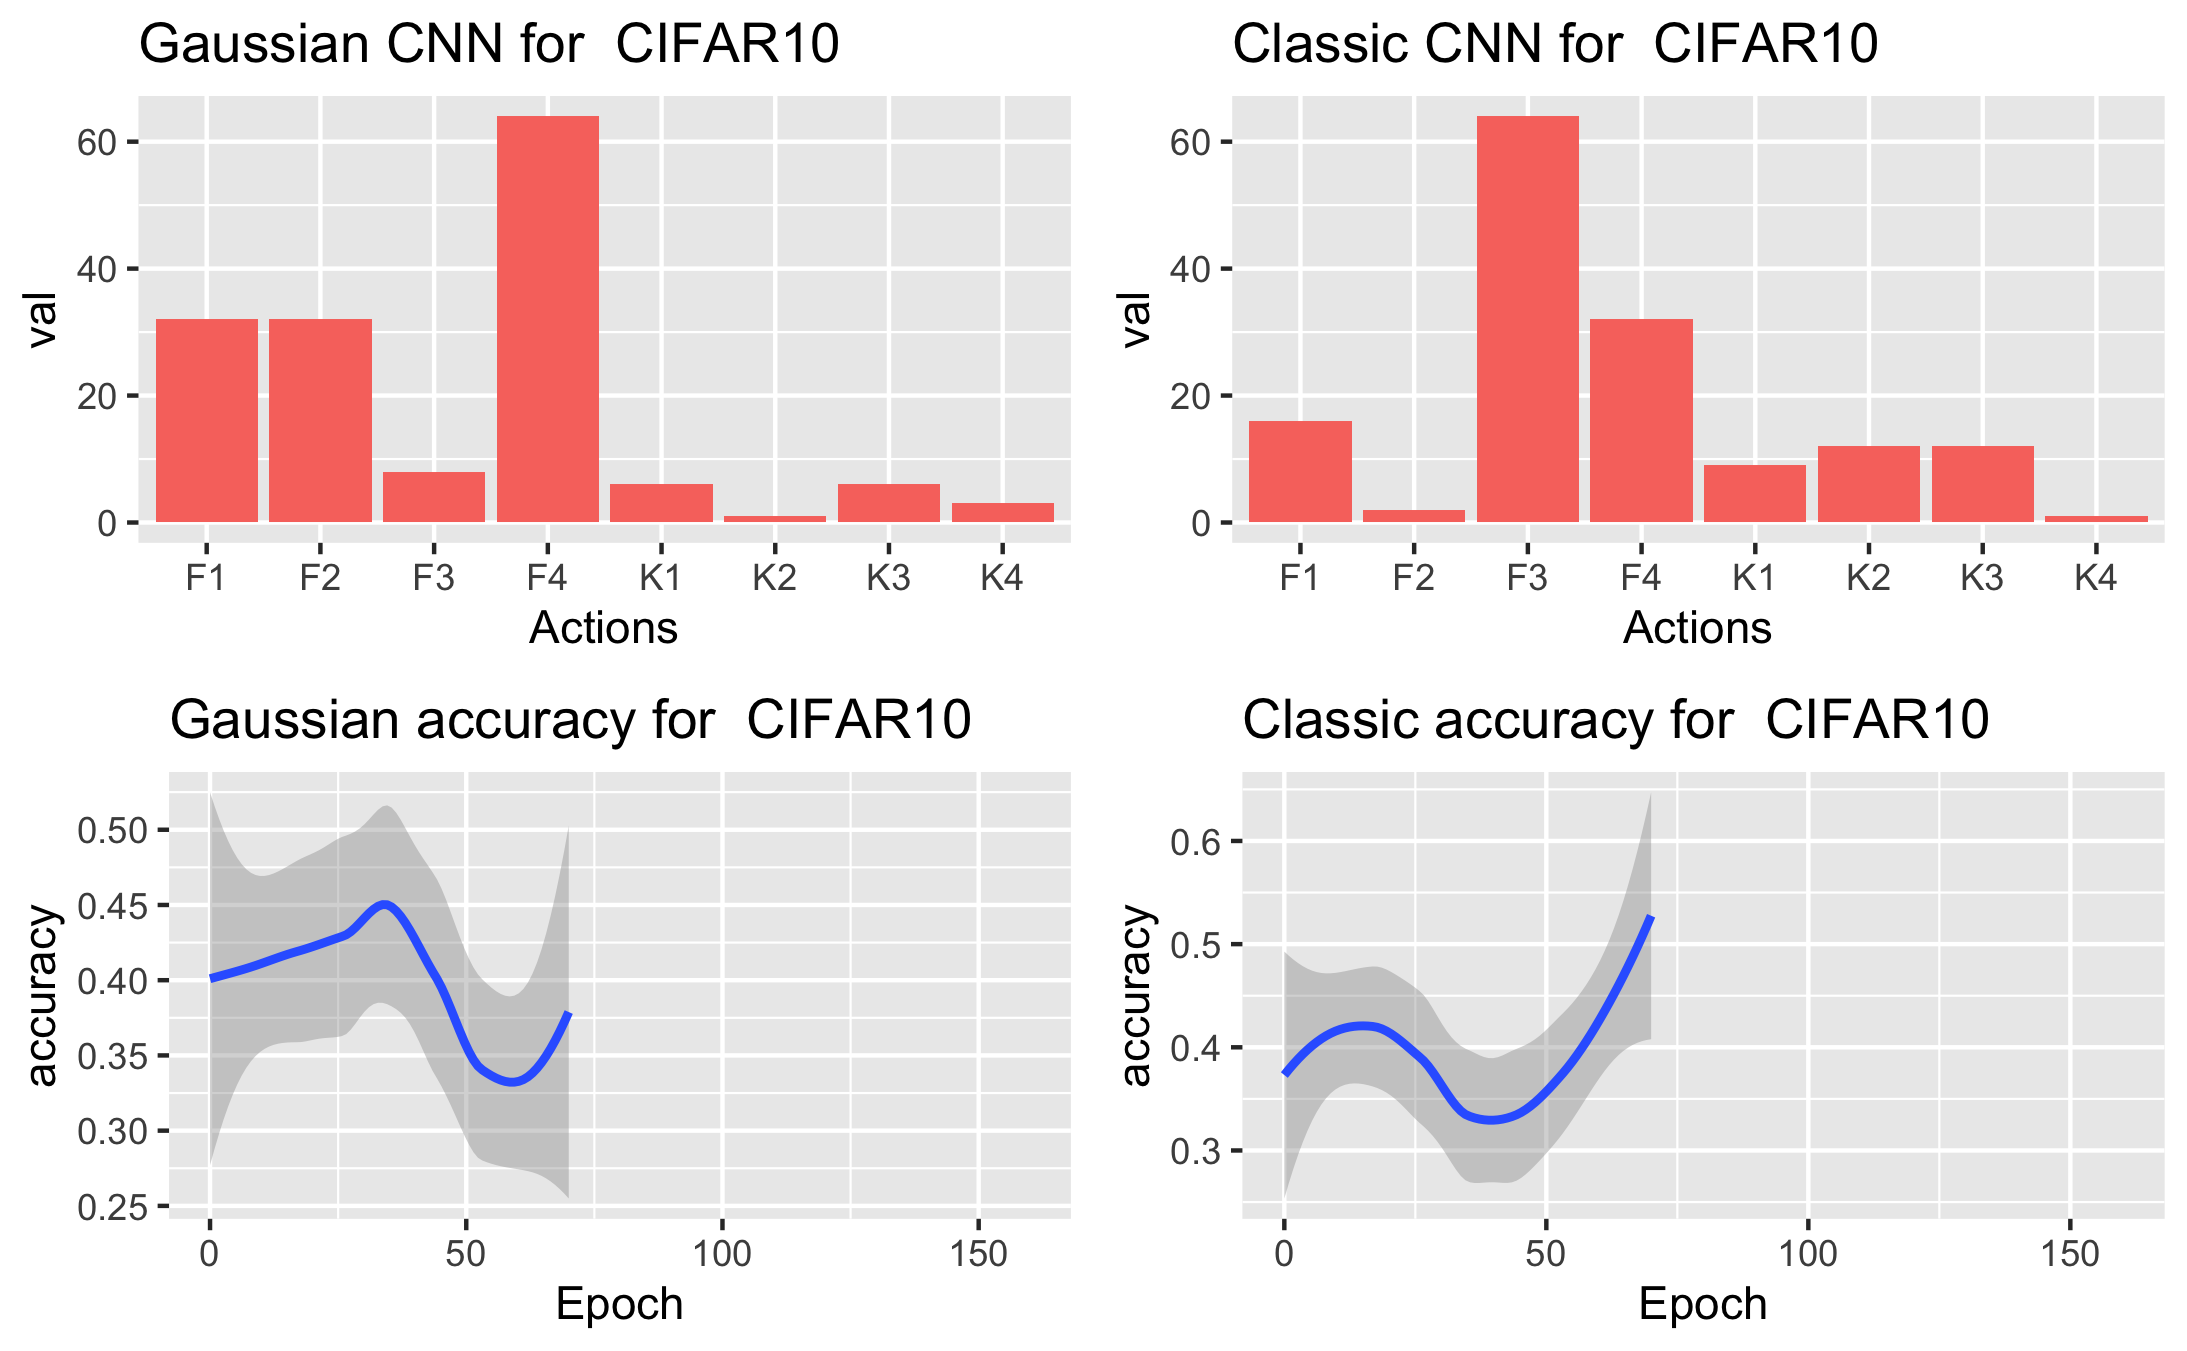 Gaussian CNN for  CIFAR10
val
60
40
20
0
F1 F2 F3 F4 K1 K2 K3 K4
Actions
Classic CNN for  CIFAR10
val
60
40
20
0
F1 F2 F3 F4 K1 K2 K3 K4
Actions
Gaussian accuracy for  CIFAR10
accuracy
0.50
0.45
0.40
0.35
0.30
0.25
0 50 100 150
Epoch
Classic accuracy for  CIFAR10
accuracy
0.6
0.5
0.4
0.3
0 50 100 150
Epoch